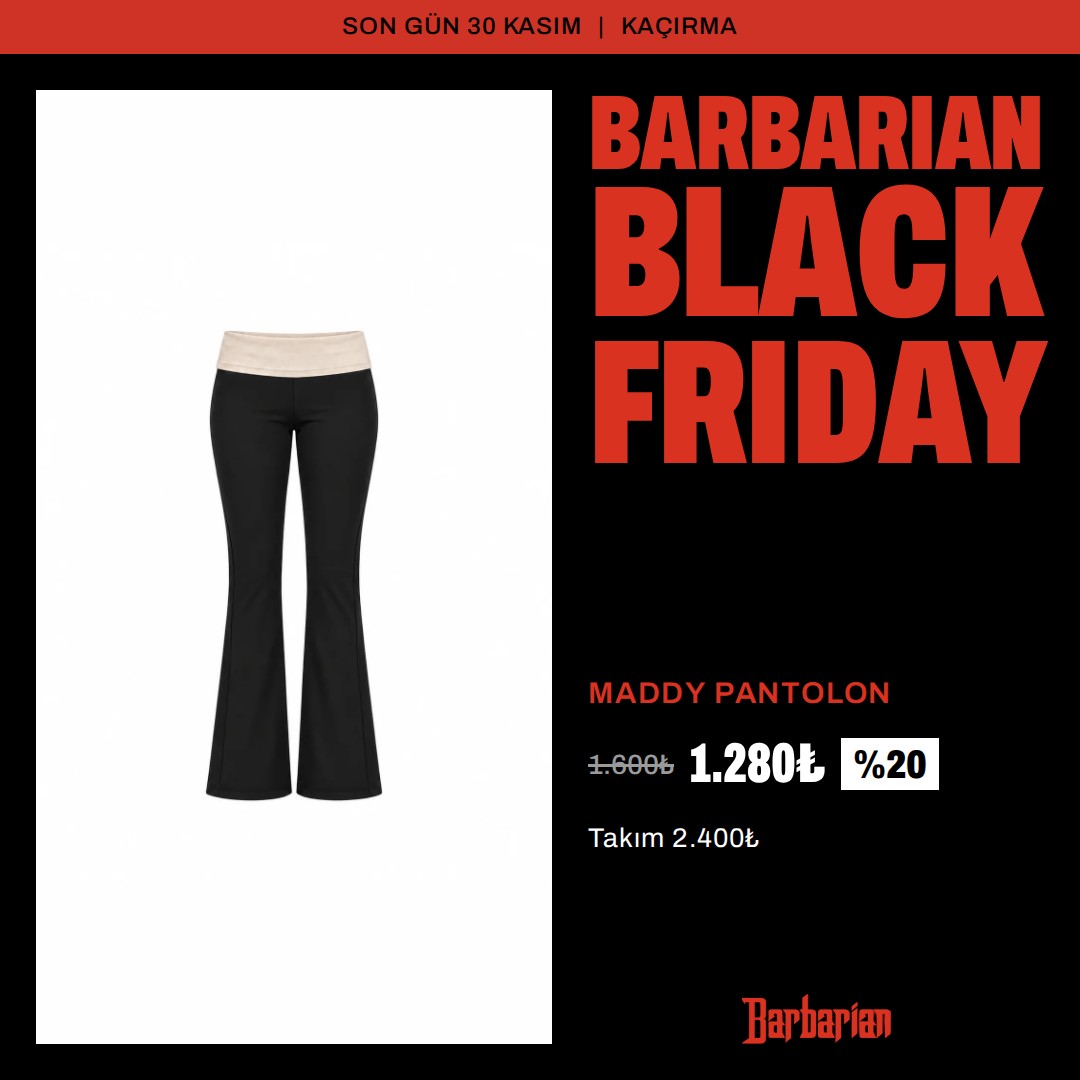 SON GÜN 30 KASIM | KAÇIRMA
BARBARIAN
BLACK
FRIDAY
MADDY PANTOLON
1.600₺ 1.280₺ %20
Takım 2.400₺
Barbarian